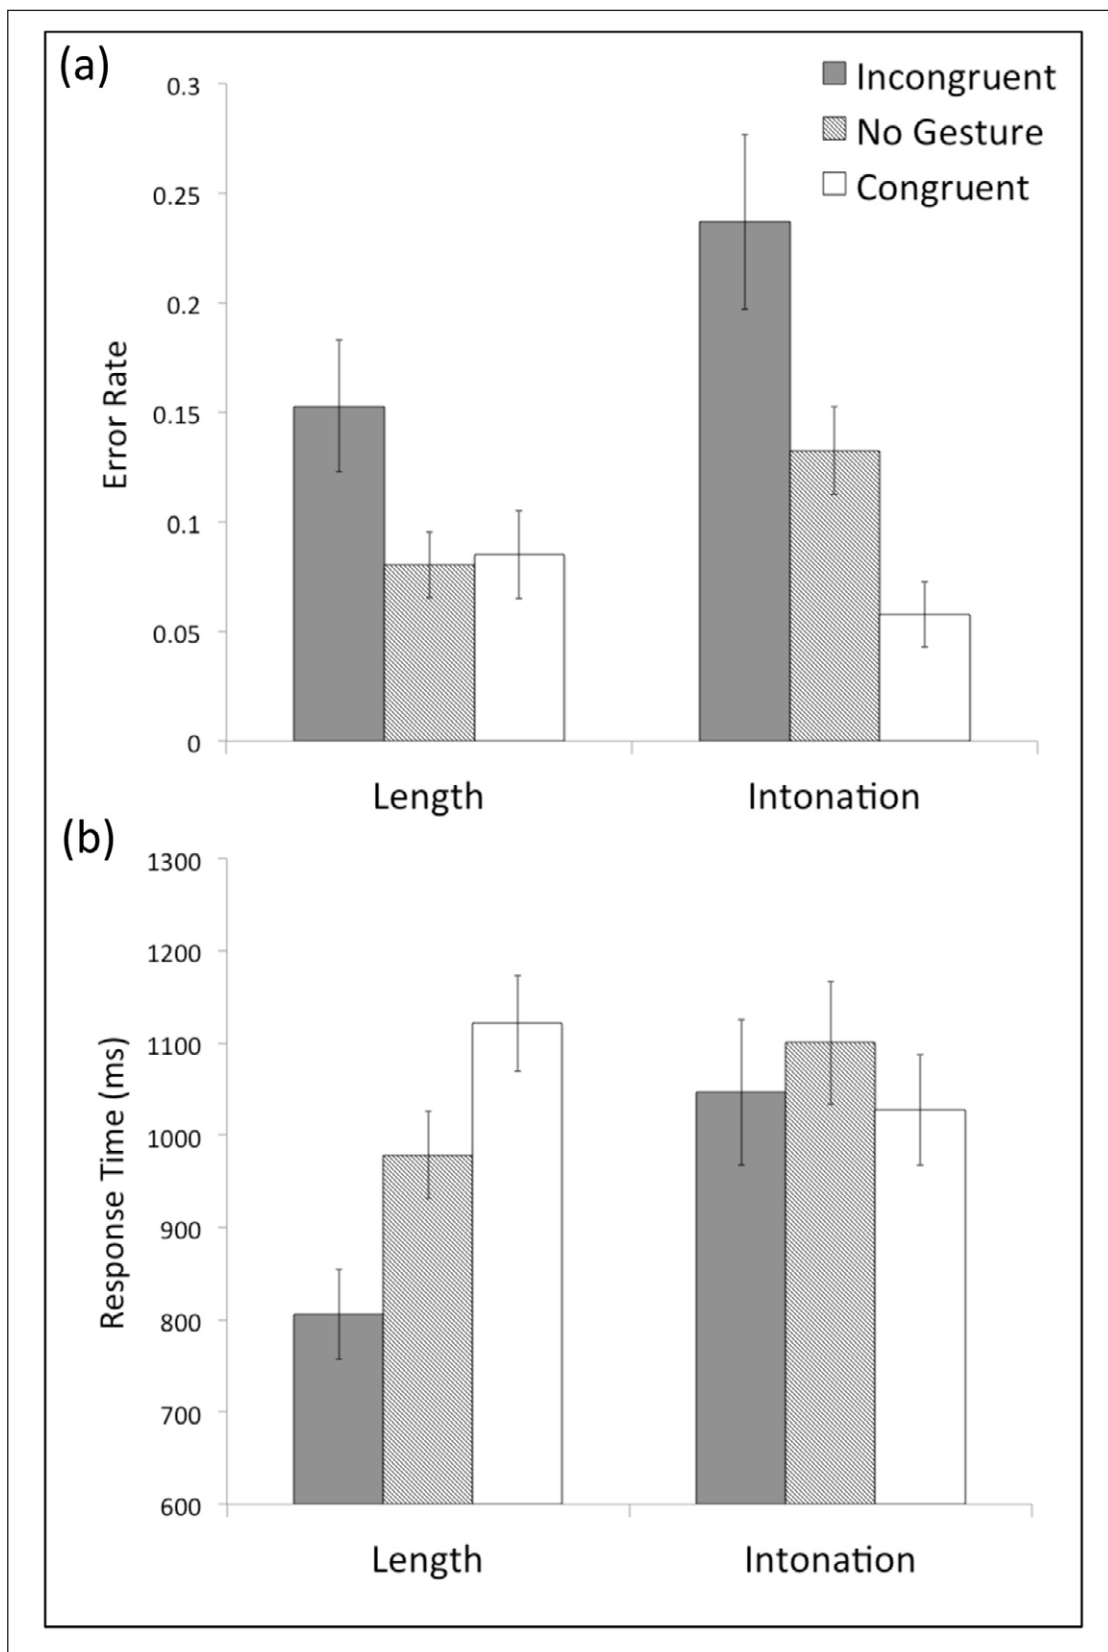 (a)
Incongruent
No Gesture
Congruent
0.3
0.25
0.2
0.15
0.1
0.05
0
Error Rate
Length Intonation
(b)
1300
1200
1100
1000
900
800
700
600
Response Time (ms)
Length Intonation